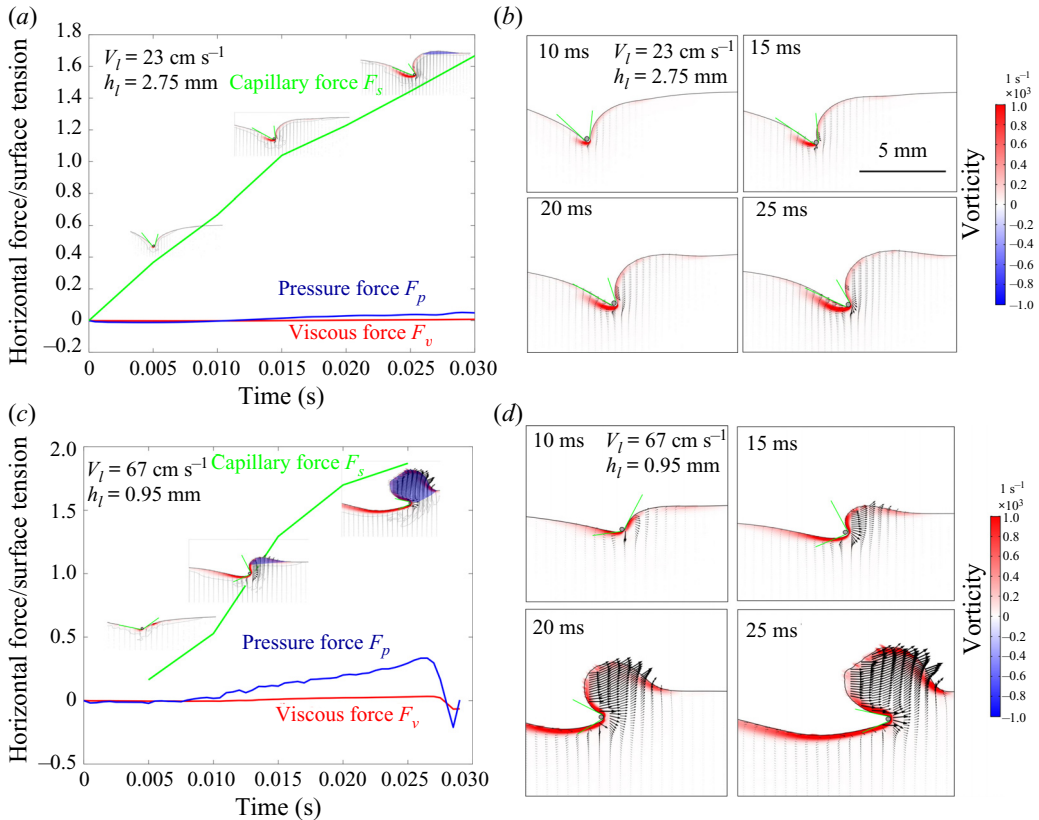 (a)
1.8
1.6
1.4
1.2
1.0
0.8
0.6
0.4
0.2
0
−0.2
Horizontal force/surface tension
V_l = 23 cm s⁻¹
h_l = 2.75 mm
Capillary force F_s
Pressure force F_p
Viscous force F_v
0 0.005 0.010 0.015 0.020 0.025 0.030
Time (s)
(b)
10 ms
V_l = 23 cm s⁻¹
h_l = 2.75 mm
15 ms
5 mm
20 ms
25 ms
1 s⁻¹
×10³
1.0
0.8
0.6
0.4
0.2
0
−0.2
−0.4
−0.6
−0.8
−1.0
Vorticity
(c)
2.0
1.5
1.0
0.5
0
−0.5
Horizontal force/surface tension
V_l = 67 cm s⁻¹
h_l = 0.95 mm
Capillary force F_s
Pressure force F_p
Viscous force F_v
0 0.005 0.010 0.015 0.020 0.025 0.030
Time (s)
(d)
10 ms
V_l = 67 cm s⁻¹
h_l = 0.95 mm
15 ms
20 ms
25 ms
1 s⁻¹
×10³
1.0
0.8
0.6
0.4
0.2
0
−0.2
−0.4
−0.6
−0.8
−1.0
Vorticity